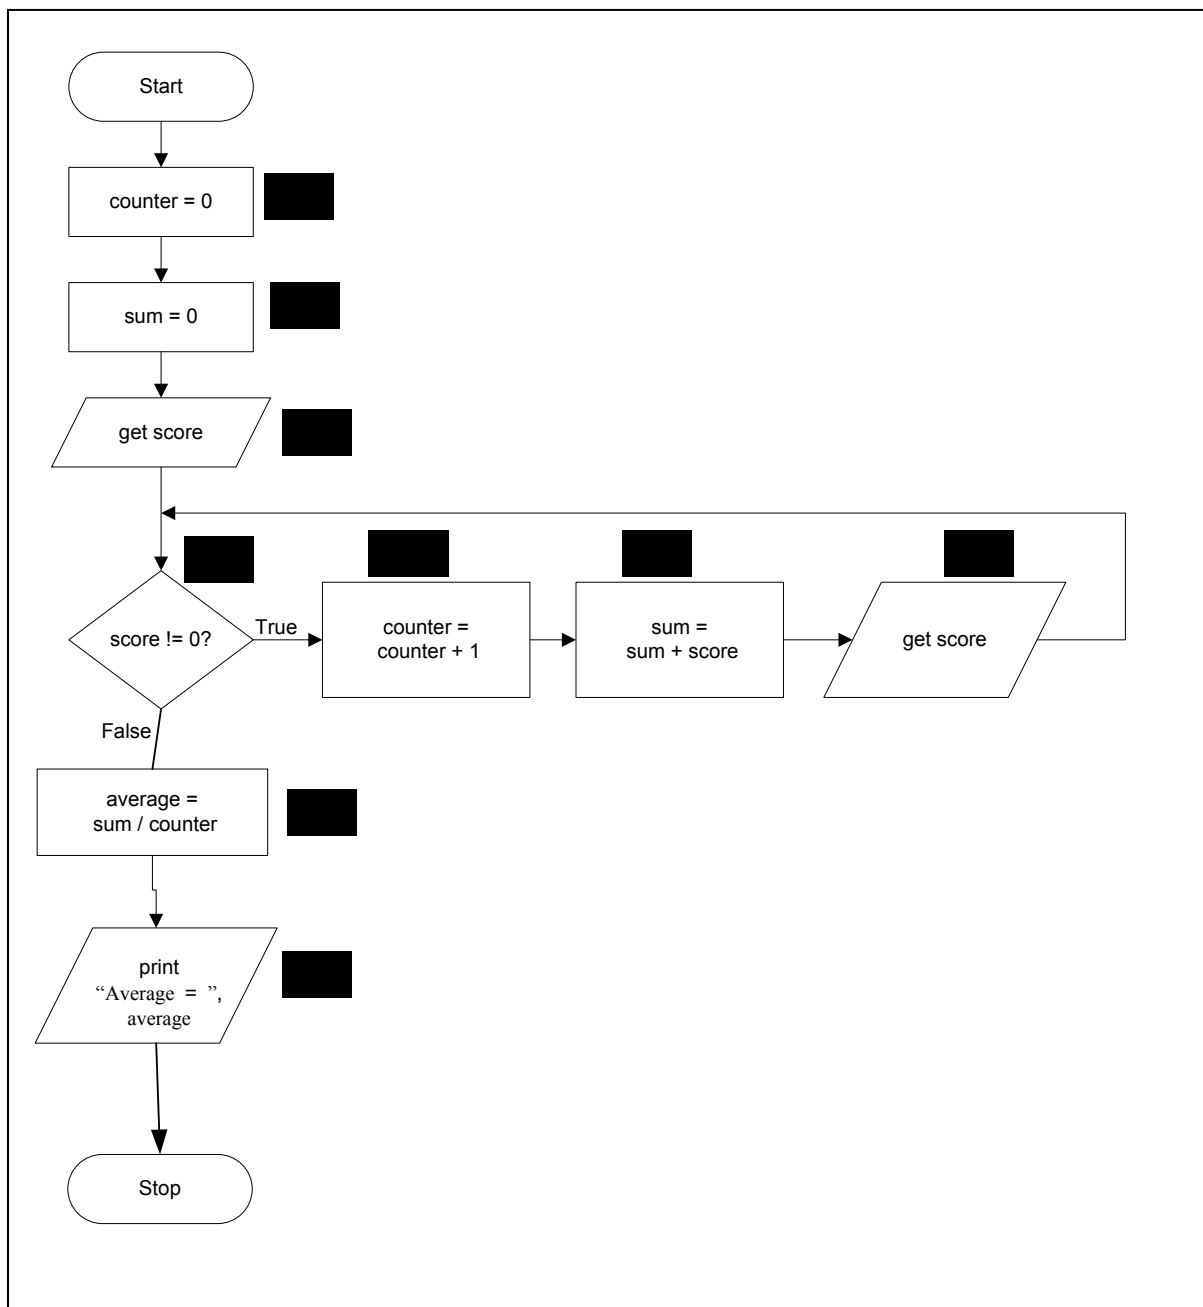 Start
counter = 0
sum = 0
get score
score != 0?
True
counter =
counter + 1
sum =
sum + score
get score
False
average =
sum / counter
print
“Average = ”,
average
Stop